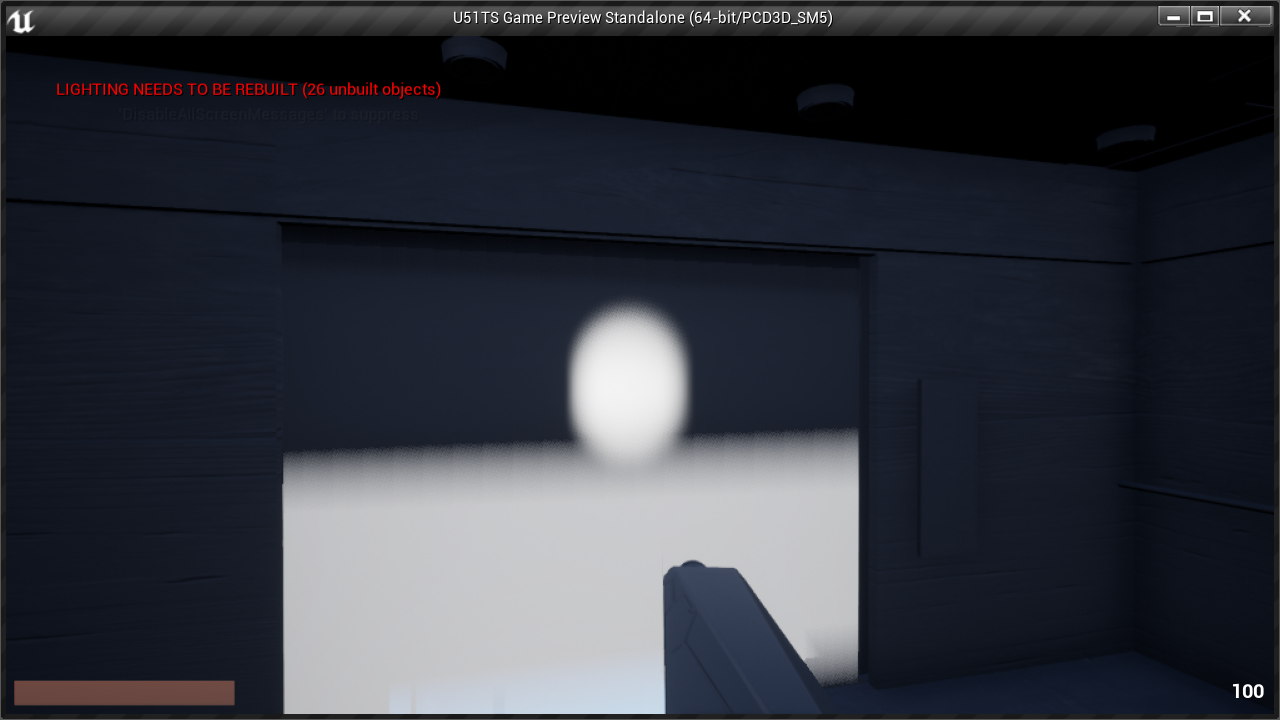 U51TS Game Preview Standalone (64-bit/PCD3D_SM5)
LIGHTING NEEDS TO BE REBUILT (26 unbuilt objects)
'DisableAllScreenMessages' to suppress
100